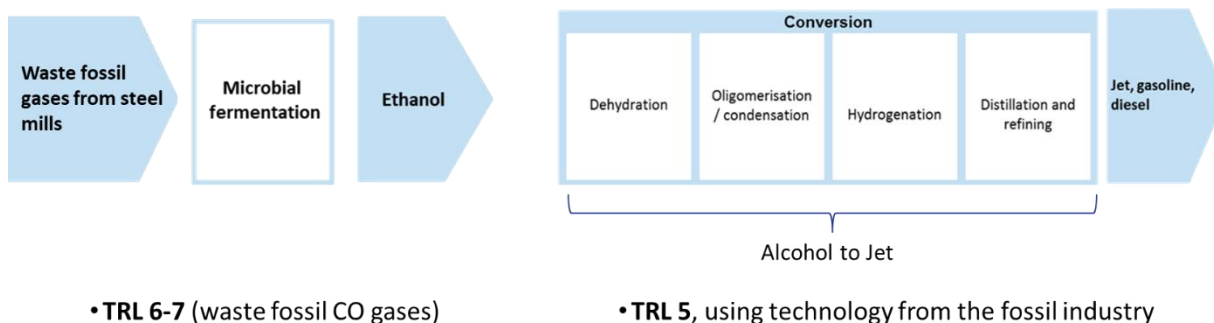 Conversion
Waste fossil
gases from steel
mills
Microbial
fermentation
Ethanol
Dehydration
Oligomerisation
/ condensation
Hydrogenation
Distillation and
refining
Jet, gasoline,
diesel
Alcohol to Jet
• TRL 6-7 (waste fossil CO gases)
• TRL 5, using technology from the fossil industry